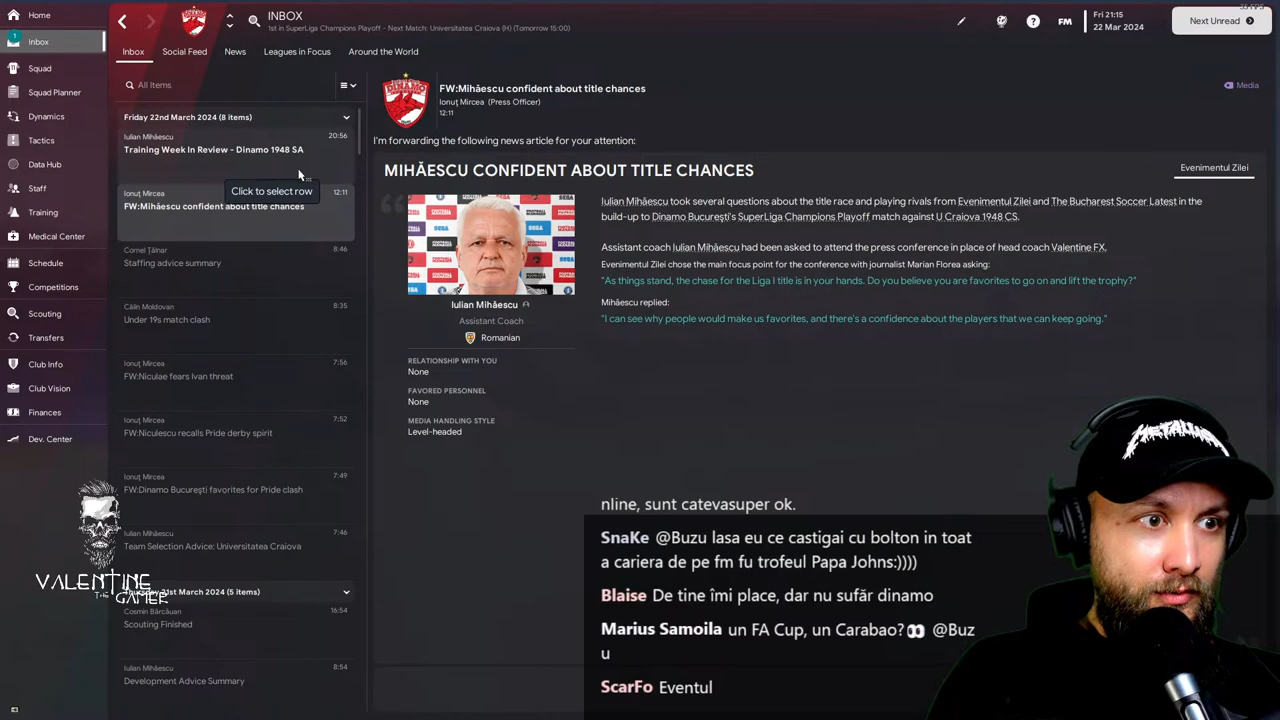 Home
Inbox
1
Squad
Squad Planner
Dynamics
Tactics
Data Hub
Staff
Training
Medical Center
Schedule
Competitions
Scouting
Transfers
Club Info
Club Vision
Finances
Dev. Center
INBOX
1st in SuperLiga Champions Playoff - Next Match: Universitatea Craiova (H) (Tomorrow 15:00)
FM
Fri 21:15
22 Mar 2024
Next Unread
Inbox
Social Feed
News
Leagues in Focus
Around the World
All Items
Friday 22nd March 2024 (8 items)
Iulian Mihăescu
20:56
Training Week In Review - Dinamo 1948 SA
Click to select row
Ionuț Mircea
12:11
FW:Mihăescu confident about title chances
Cornel Țălnar
8:46
Staffing advice summary
Călin Moldovan
8:35
Under 19s match clash
Ionuț Mircea
7:56
FW:Niculae fears Ivan threat
Ionuț Mircea
7:52
FW:Niculescu recalls Pride derby spirit
Ionuț Mircea
7:49
FW:Dinamo București favorites for Pride clash
Iulian Mihăescu
7:46
Team Selection Advice: Universitatea Craiova
21st March 2024 (5 items)
Cosmin Bărcăuan
16:54
Scouting Finished
Iulian Mihăescu
8:54
Development Advice Summary
VALENTINE
THE GAMER
DINAMO
FW:Mihăescu confident about title chances
Ionuț Mircea (Press Officer)
12:11
Media
I'm forwarding the following news article for your attention:
MIHĂESCU CONFIDENT ABOUT TITLE CHANCES
Evenimentul Zilei
Iulian Mihăescu
Assistant Coach
Romanian
RELATIONSHIP WITH YOU
None
FAVORED PERSONNEL
None
MEDIA HANDLING STYLE
Level-headed
Iulian Mihăescu took several questions about the title race and playing rivals from Evenimentul Zilei and The Bucharest Soccer Latest in the
build-up to Dinamo București's SuperLiga Champions Playoff match against U Craiova 1948 CS.
Assistant coach Iulian Mihăescu had been asked to attend the press conference in place of head coach Valentine FX.
Evenimentul Zilei chose the main focus point for the conference with journalist Marian Florea asking:
"As things stand, the chase for the Liga I title is in your hands. Do you believe you are favorites to go on and lift the trophy?"
Mihăescu replied:
"I can see why people would make us favorites, and there's a confidence about the players that we can keep going."
nline, sunt catevasuper ok.
SnaKe @Buzu lasa eu ce castigai cu bolton in toat
a cariera de pe fm fu trofeul Papa Johns:))))
Blaise De tine îmi place, dar nu sufăr dinamo
Marius Samoila un FA Cup, un Carabao?👀 @Buz
u
ScarFo Eventul
METALLICA